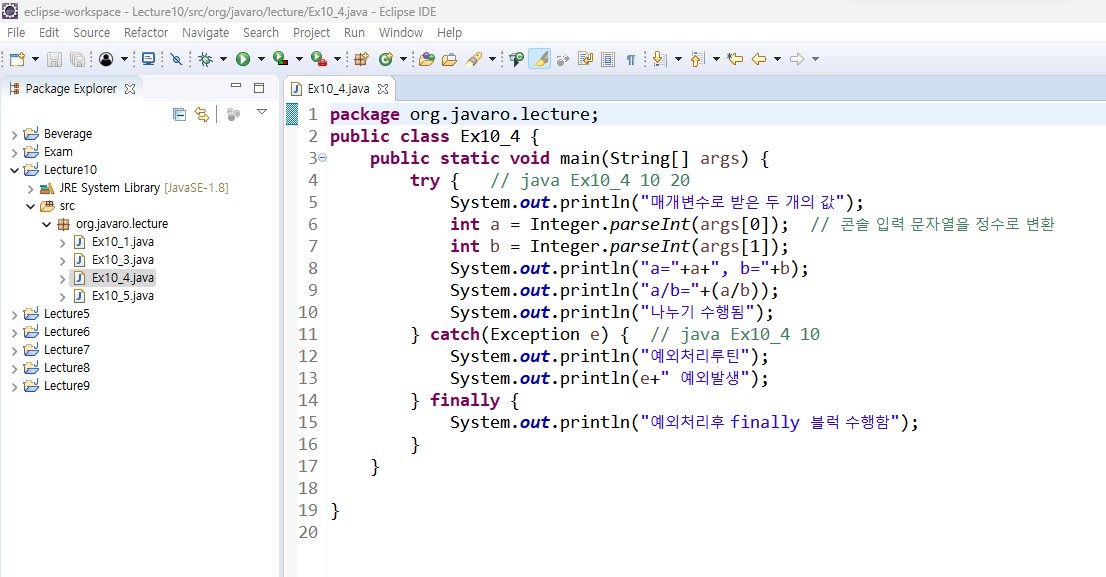 eclipse-workspace - Lecture10/src/org/javaro/lecture/Ex10_4.java - Eclipse IDE
File Edit Source Refactor Navigate Search Project Run Window Help
Package Explorer
Beverage
Exam
Lecture10
JRE System Library [JavaSE-1.8]
src
org.javaro.lecture
Ex10_1.java
Ex10_3.java
Ex10_4.java
Ex10_5.java
Lecture5
Lecture6
Lecture7
Lecture8
Lecture9
Ex10_4.java
1 package org.javaro.lecture;
2 public class Ex10_4 {
3     public static void main(String[] args) {
4         try {   // java Ex10_4 10 20
5             System.out.println("매개변수로 받은 두 개의 값");
6             int a = Integer.parseInt(args[0]);  // 콘솔 입력 문자열을 정수로 변환
7             int b = Integer.parseInt(args[1]);
8             System.out.println("a="+a+", b="+b);
9             System.out.println("a/b="+(a/b));
10             System.out.println("나누기 수행됨");
11         } catch(Exception e) {  // java Ex10_4 10
12             System.out.println("예외처리루틴");
13             System.out.println(e+" 예외발생");
14         } finally {
15             System.out.println("예외처리후 finally 블럭 수행함");
16         }
17     }
18
19 }
20